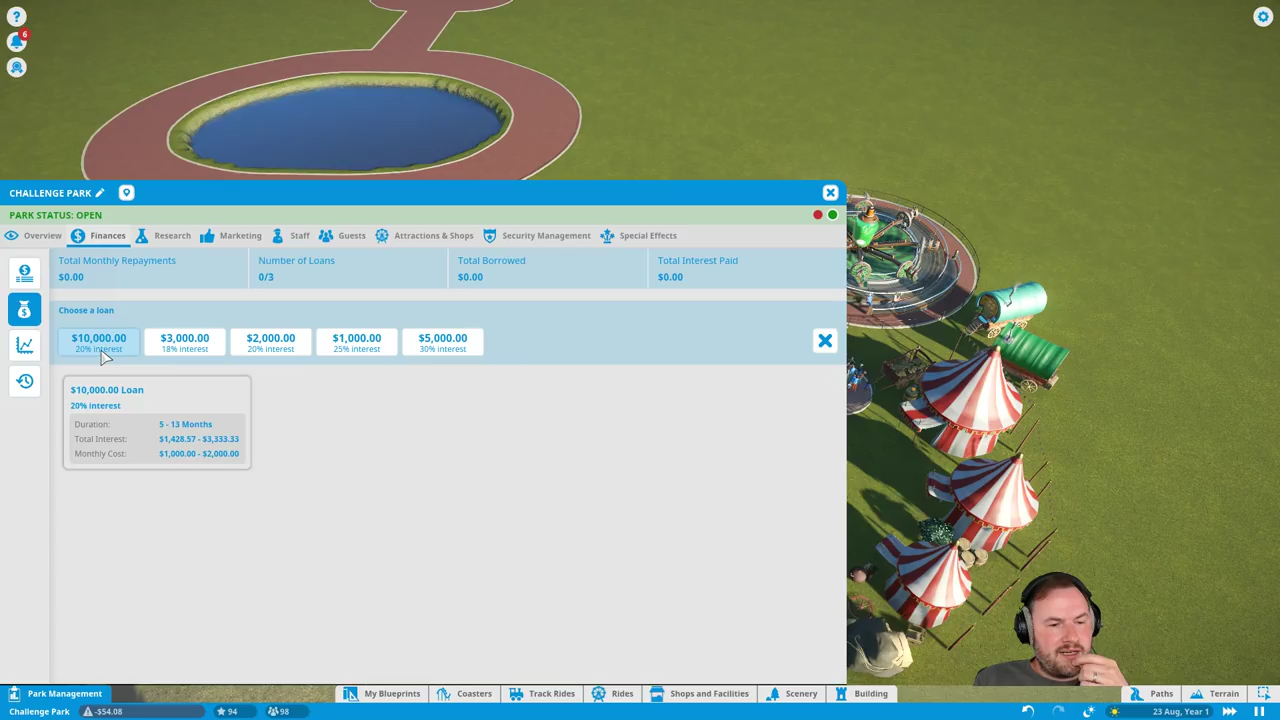 ?
6
CHALLENGE PARK
PARK STATUS: OPEN
Overview Finances Research Marketing Staff Guests Attractions & Shops Security Management Special Effects
Total Monthly Repayments Number of Loans Total Borrowed Total Interest Paid
$0.00 0/3 $0.00 $0.00
Choose a loan
$10,000.00 $3,000.00 $2,000.00 $1,000.00 $5,000.00
20% interest 18% interest 20% interest 25% interest 30% interest
$10,000.00 Loan
20% interest
Duration: 5 - 13 Months
Total Interest: $1,428.57 - $3,333.33
Monthly Cost: $1,000.00 - $2,000.00
Park Management My Blueprints Coasters Track Rides Rides Shops and Facilities Scenery Building Paths Terrain
Challenge Park -$54.08 94 98 23 Aug, Year 1